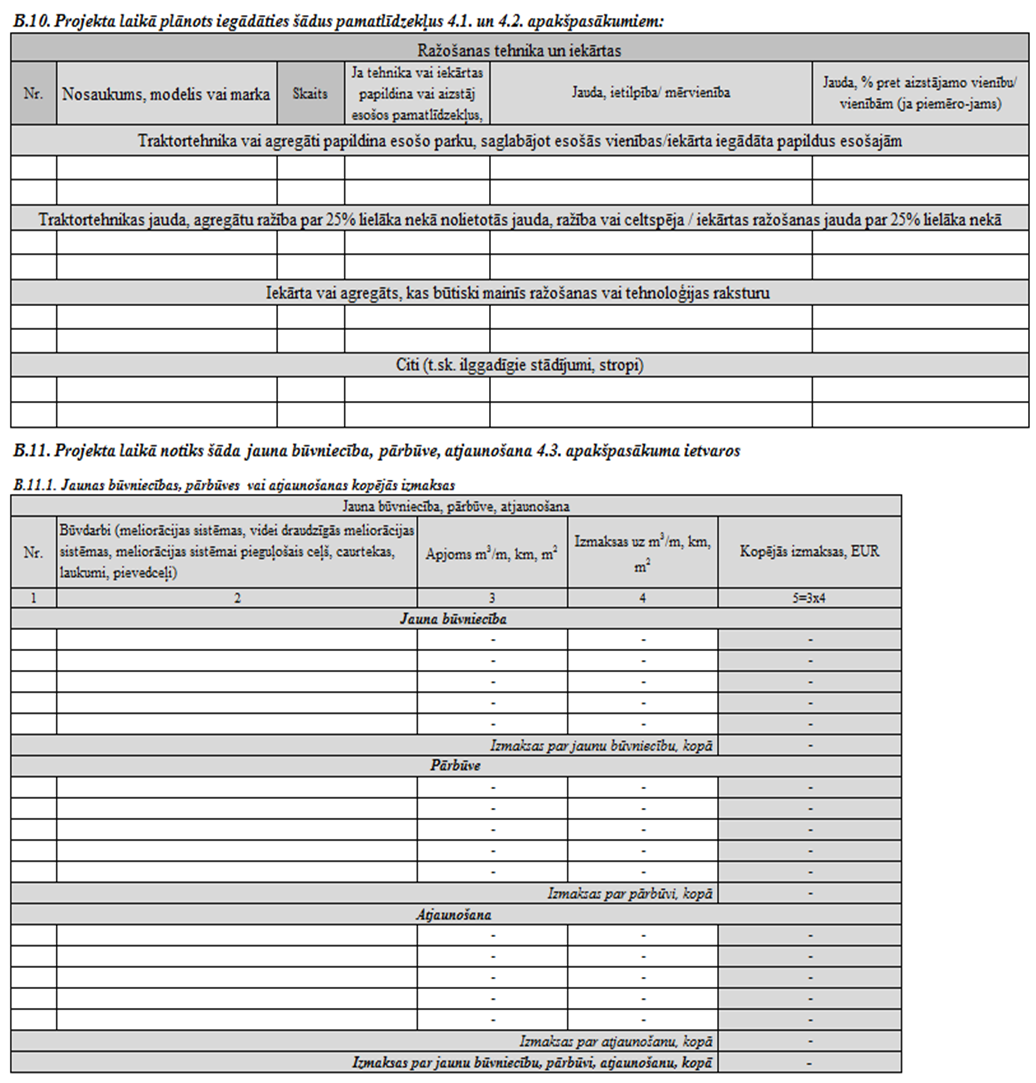 B.10. Projekta laikā plānots iegādāties šādus pamatlīdzekļus 4.1. un 4.2. apakšpasākumiem:
Ražošanas tehnika un iekārtas
Nr.
Nosaukums, modelis vai marka
Skaits
Ja tehnika vai iekārtas
papildina vai aizstāj
esošos pamatlīdzekļus,
Jauda, ietilpība/ mērvienība
Jauda, % pret aizstājamo vienību/
vienībām (ja piemēro-jams)
Traktortehnika vai agregāti papildina esošo parku, saglabājot esošās vienības/iekārta iegādāta papildus esošajām
Traktortehnikas jauda, agregātu ražība par 25% lielāka nekā nolietotās jauda, ražība vai celtspēja / iekārtas ražošanas jauda par 25% lielāka nekā
Iekārta vai agregāts, kas būtiski mainīs ražošanas vai tehnoloģijas raksturu
Citi (t.sk. ilggadīgie stādījumi, stropi)
B.11. Projekta laikā notiks šāda jauna būvniecība, pārbūve, atjaunošana 4.3. apakšpasākuma ietvaros
B.11.1. Jaunas būvniecības, pārbūves vai atjaunošanas kopējās izmaksas
Jauna būvniecība, pārbūve, atjaunošana
Nr.
Būvdarbi (meliorācijas sistēmas, videi draudzīgās meliorācijas
sistēmas, meliorācijas sistēmai pieguļošais ceļš, caurtekas,
laukumi, pievedceļi)
Apjoms m³/m, km, m²
Izmaksas uz m³/m, km,
m²
Kopējās izmaksas, EUR
1 2 3 4 5=3x4
Jauna būvniecība
- - -
- - -
- - -
- - -
- - -
Izmaksas par jaunu būvniecību, kopā -
Pārbūve
- - -
- - -
- - -
- - -
- - -
Izmaksas par pārbūvi, kopā -
Atjaunošana
- - -
- - -
- - -
- - -
- - -
Izmaksas par atjaunošanu, kopā -
Izmaksas par jaunu būvniecību, pārbūvi, atjaunošanu, kopā -